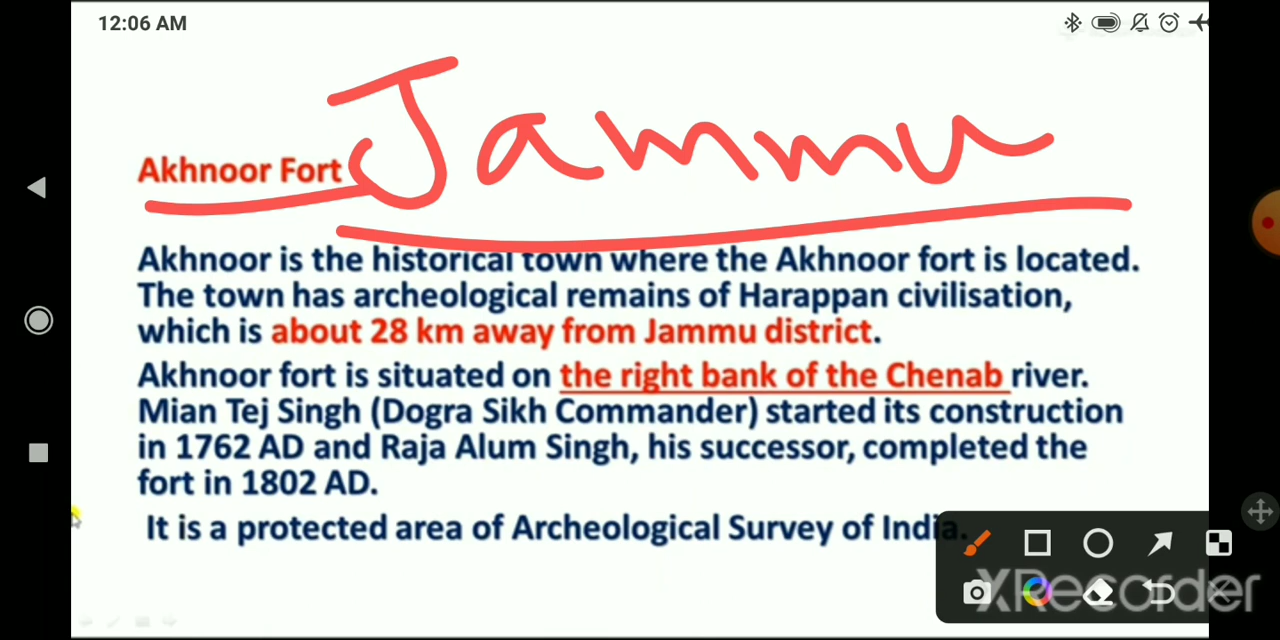 12:06 AM
Jammu
Akhnoor Fort
Akhnoor is the historical town where the Akhnoor fort is located.
The town has archeological remains of Harappan civilisation,
which is about 28 km away from Jammu district.
Akhnoor fort is situated on the right bank of the Chenab river.
Mian Tej Singh (Dogra Sikh Commander) started its construction
in 1762 AD and Raja Alum Singh, his successor, completed the
fort in 1802 AD.
It is a protected area of Archeological Survey of India.
XRecorder